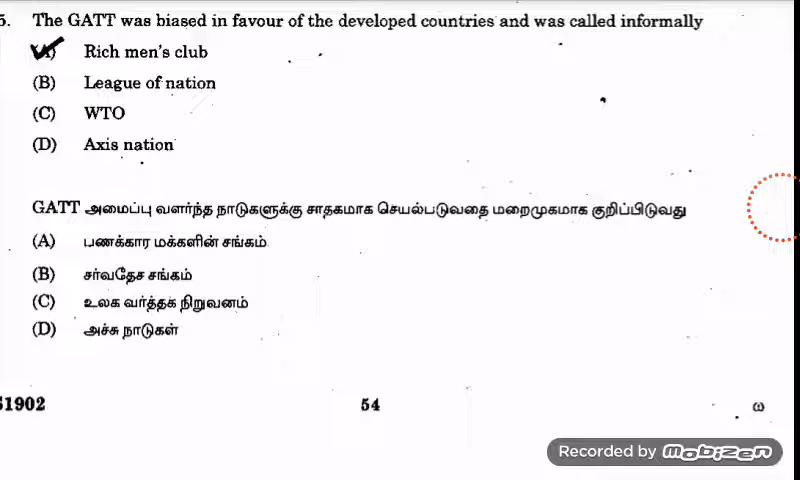 5. The GATT was biased in favour of the developed countries and was called informally
(A) Rich men's club
(B) League of nation
(C) WTO
(D) Axis nation
GATT அமைப்பு வளர்ந்த நாடுகளுக்கு சாதகமாக செயல்படுவதை மறைமுகமாக குறிப்பிடுவது
(A) பணக்கார மக்களின் சங்கம்
(B) சர்வதேச சங்கம்
(C) உலக வர்த்தக நிறுவனம்
(D) அச்சு நாடுகள்
51902 54 ω
Recorded by Mobizen